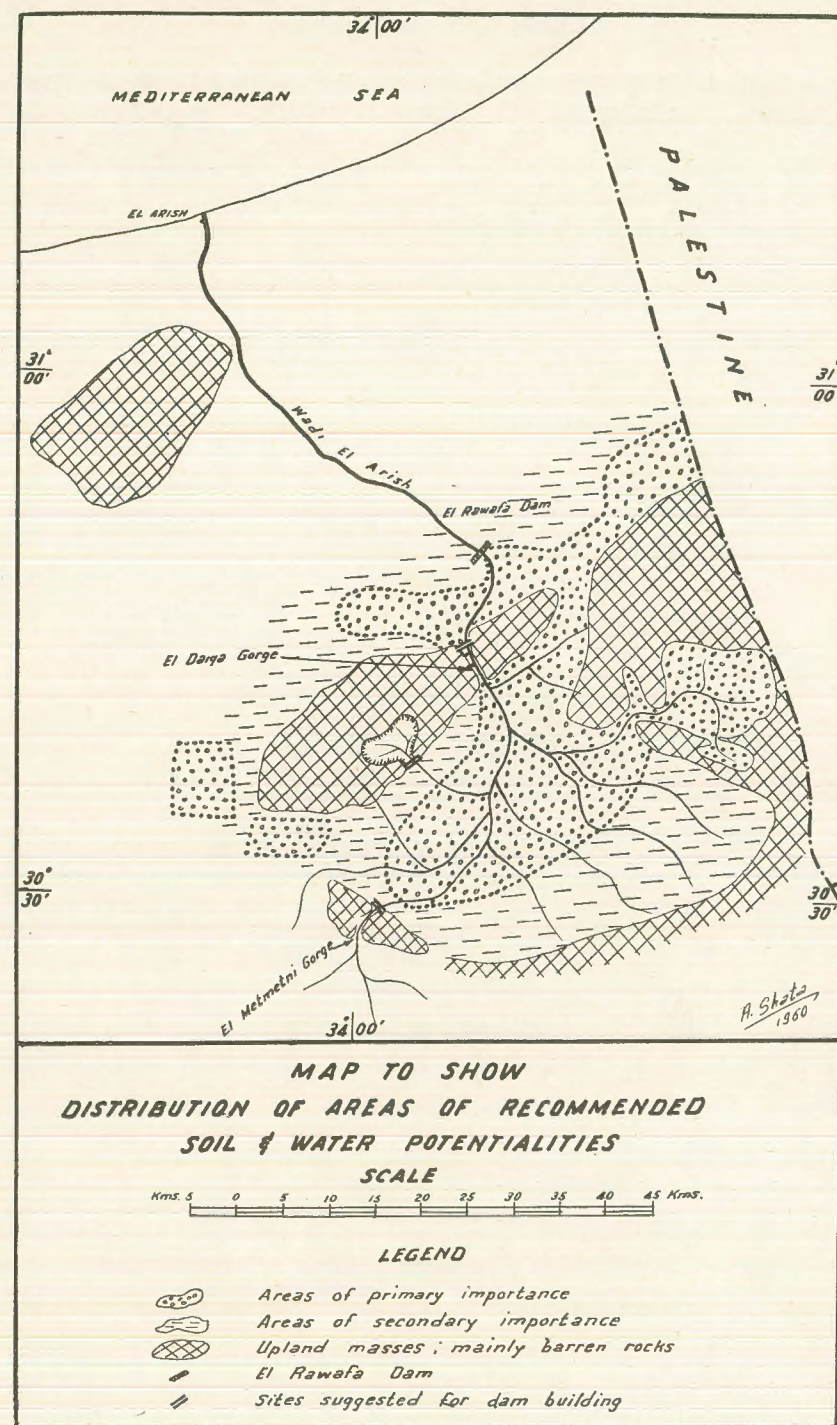 34° 00'
MEDITERRANEAN SEA
PALESTINE
EL ARISH
31° 00'
31° 00'
Wadi El Arish
El Rawafa Dam
El Daiqa Gorge
30° 30'
30° 30'
El Metmetni Gorge
A. Shata
1960
34° 00'
MAP TO SHOW
DISTRIBUTION OF AREAS OF RECOMMENDED
SOIL & WATER POTENTIALITIES
SCALE
Kms. 5 0 5 10 15 20 25 30 35 40 45 Kms.
LEGEND
Areas of primary importance
Areas of secondary importance
Upland masses; mainly barren rocks
El Rawafa Dam
Sites suggested for dam building